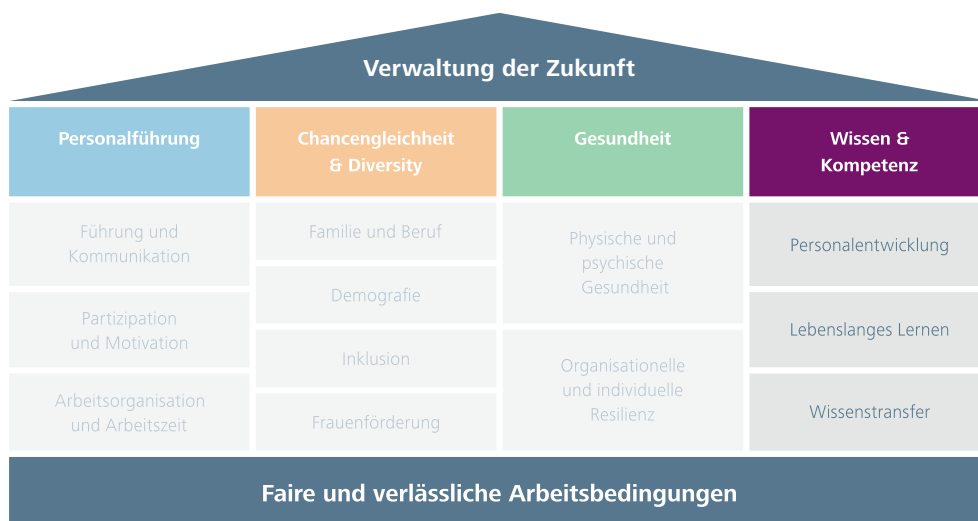 Verwaltung der Zukunft
Personalführung
Chancengleichheit
& Diversity
Gesundheit
Wissen &
Kompetenz
Führung und
Kommunikation
Partizipation
und Motivation
Arbeitsorganisation
und Arbeitszeit
Familie und Beruf
Demografie
Inklusion
Frauenförderung
Physische und
psychische
Gesundheit
Organisationelle
und individuelle
Resilienz
Personalentwicklung
Lebenslanges Lernen
Wissenstransfer
Faire und verlässliche Arbeitsbedingungen